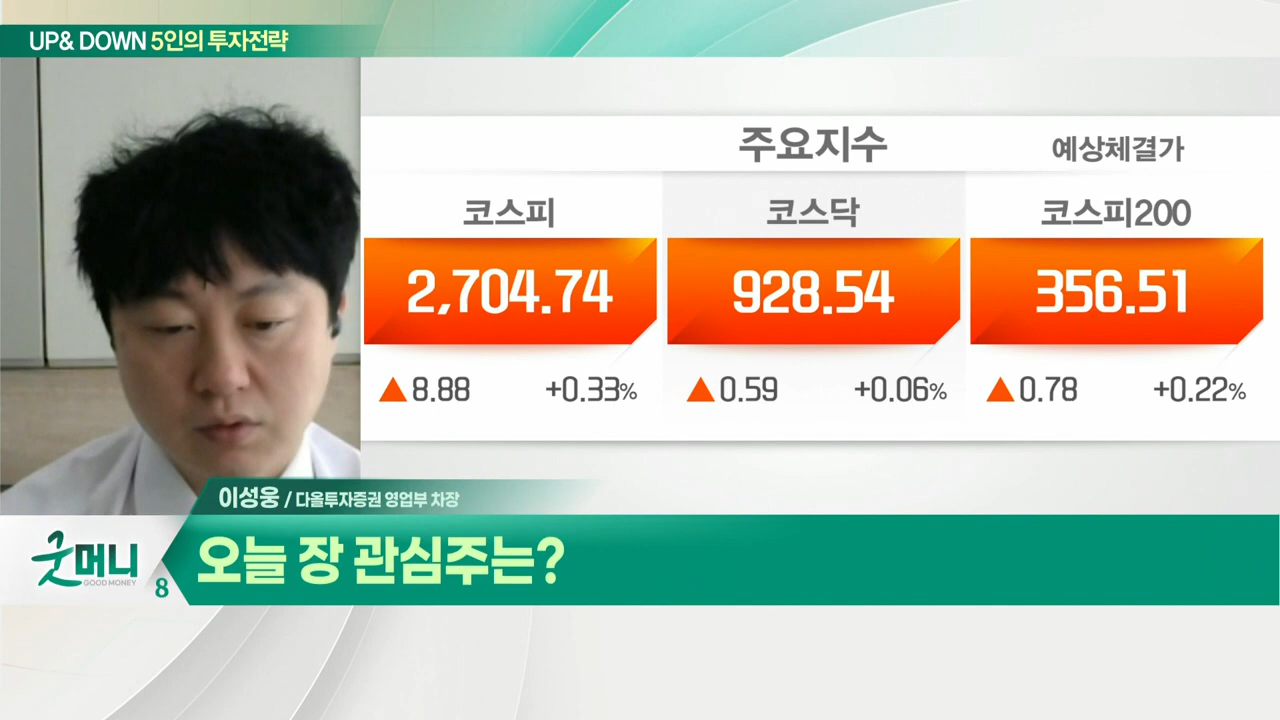 UP& DOWN 5인의 투자전략
주요지수
예상체결가
코스피
코스닥
코스피200
2,704.74
928.54
356.51
▲8.88 +0.33%
▲0.59 +0.06%
▲0.78 +0.22%
이성웅 / 다올투자증권 영업부 차장
굿머니
GOOD MONEY
8
오늘 장 관심주는?